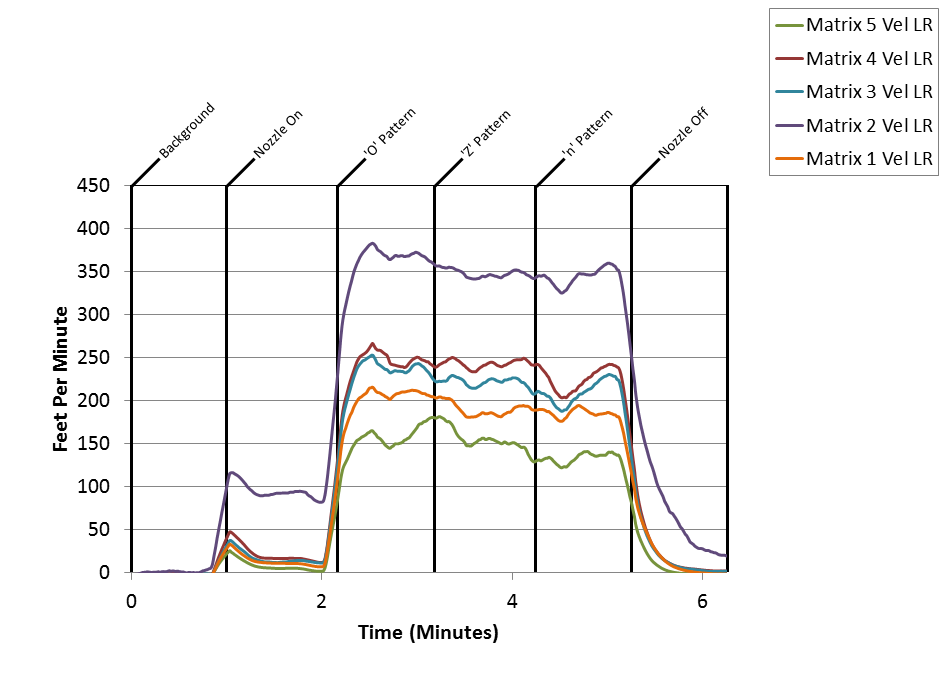 Matrix 5 Vel LR
Matrix 4 Vel LR
Matrix 3 Vel LR
Matrix 2 Vel LR
Matrix 1 Vel LR
Background
Nozzle On
'O' Pattern
'Z' Pattern
'n' Pattern
Nozzle Off
450
400
350
300
250
200
150
100
50
0
Feet Per Minute
0 2 4 6
Time (Minutes)